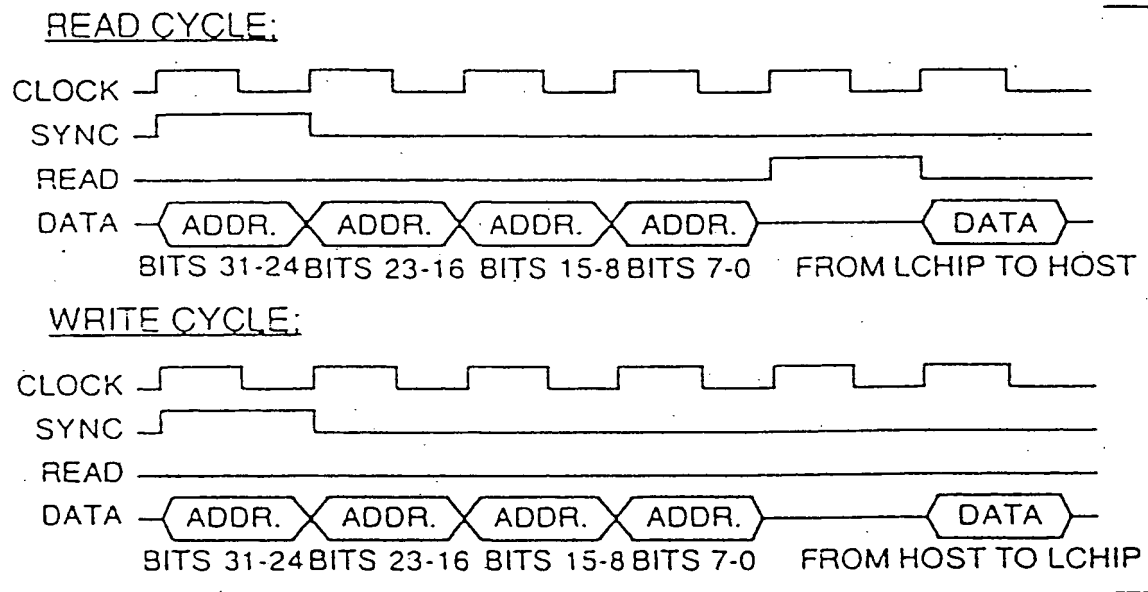 READ CYCLE;
CLOCK
SYNC
READ
DATA ADDR. ADDR. ADDR. ADDR. DATA
BITS 31-24 BITS 23-16 BITS 15-8 BITS 7-0 FROM LCHIP TO HOST
WRITE CYCLE;
CLOCK
SYNC
READ
DATA ADDR. ADDR. ADDR. ADDR. DATA
BITS 31-24 BITS 23-16 BITS 15-8 BITS 7-0 FROM HOST TO LCHIP